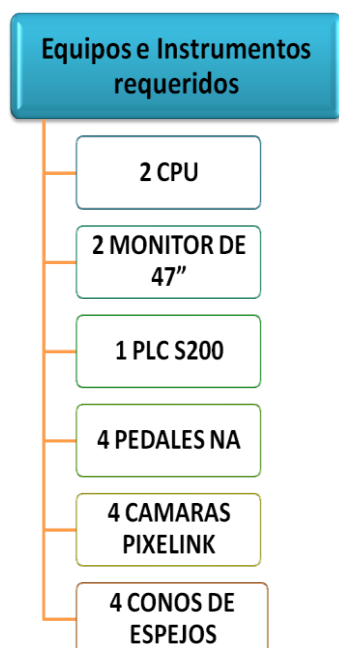 Equipos e Instrumentos
requeridos
2 CPU
2 MONITOR DE
47”
1 PLC S200
4 PEDALES NA
4 CAMARAS
PIXELINK
4 CONOS DE
ESPEJOS